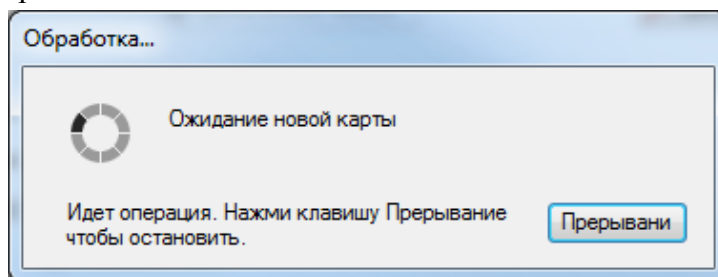 Обработка...
Ожидание новой карты
Идет операция. Нажми клавишу Прерывание
чтобы остановить.
Прерывани